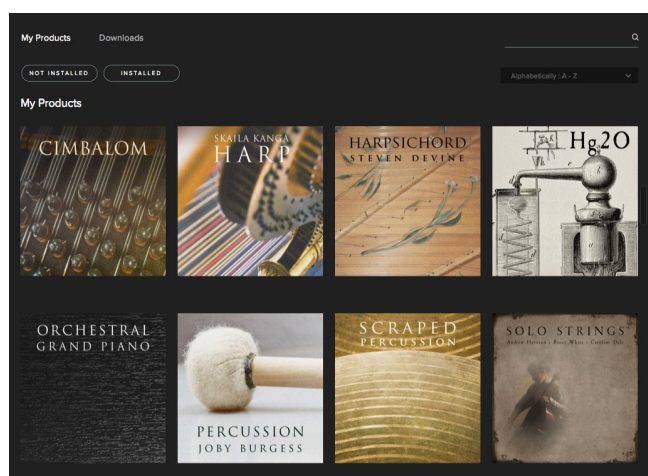 My Products
Downloads
NOT INSTALLED
INSTALLED
Alphabetically : A - Z
My Products
CIMBALOM
SKAILA KANGA
HARP
HARPSICHORD
STEVEN DEVINE
Hg2O
ORCHESTRAL
GRAND PIANO
PERCUSSION
JOBY BURGESS
SCRAPED
PERCUSSION
SOLO STRINGS